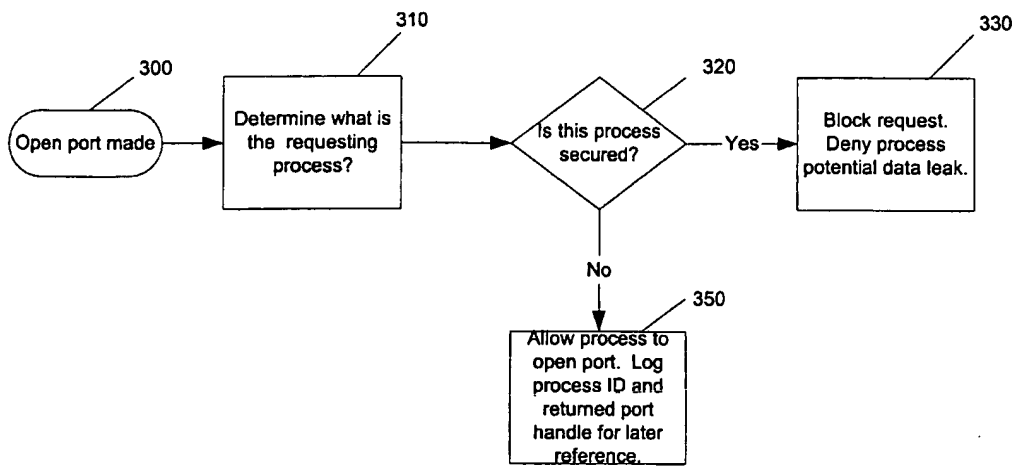 300
Open port made
310
Determine what is
the requesting
process?
320
Is this process
secured?
Yes
330
Block request.
Deny process
potential data leak.
No
350
Allow process to
open port. Log
process ID and
returned port
handle for later
reference.